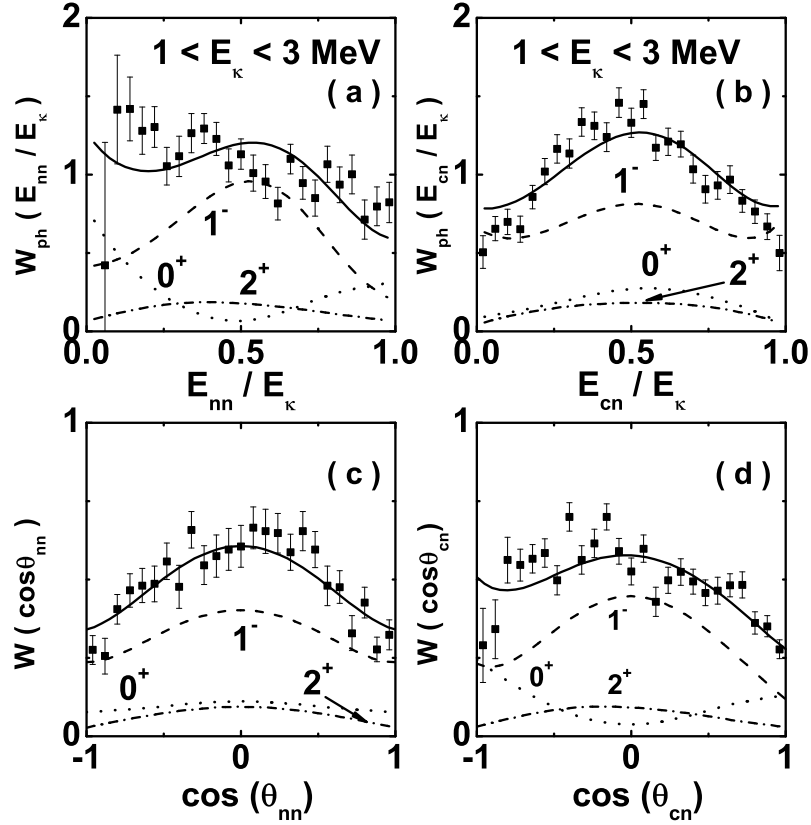 1 < Eκ < 3 MeV
( a )
Wph ( Enn / Eκ )
2
1
0
1⁻
0⁺
2⁺
0.0 0.5 1.0
Enn / Eκ
1 < Eκ < 3 MeV
( b )
Wph ( Ecn / Eκ )
2
1
0
1⁻
0⁺
2⁺
0.0 0.5 1.0
Ecn / Eκ
( c )
W ( cosθnn )
1
0
1⁻
0⁺
2⁺
-1 0 1
cos (θnn)
( d )
W ( cosθcn )
1
0
1⁻
0⁺
2⁺
-1 0 1
cos (θcn)